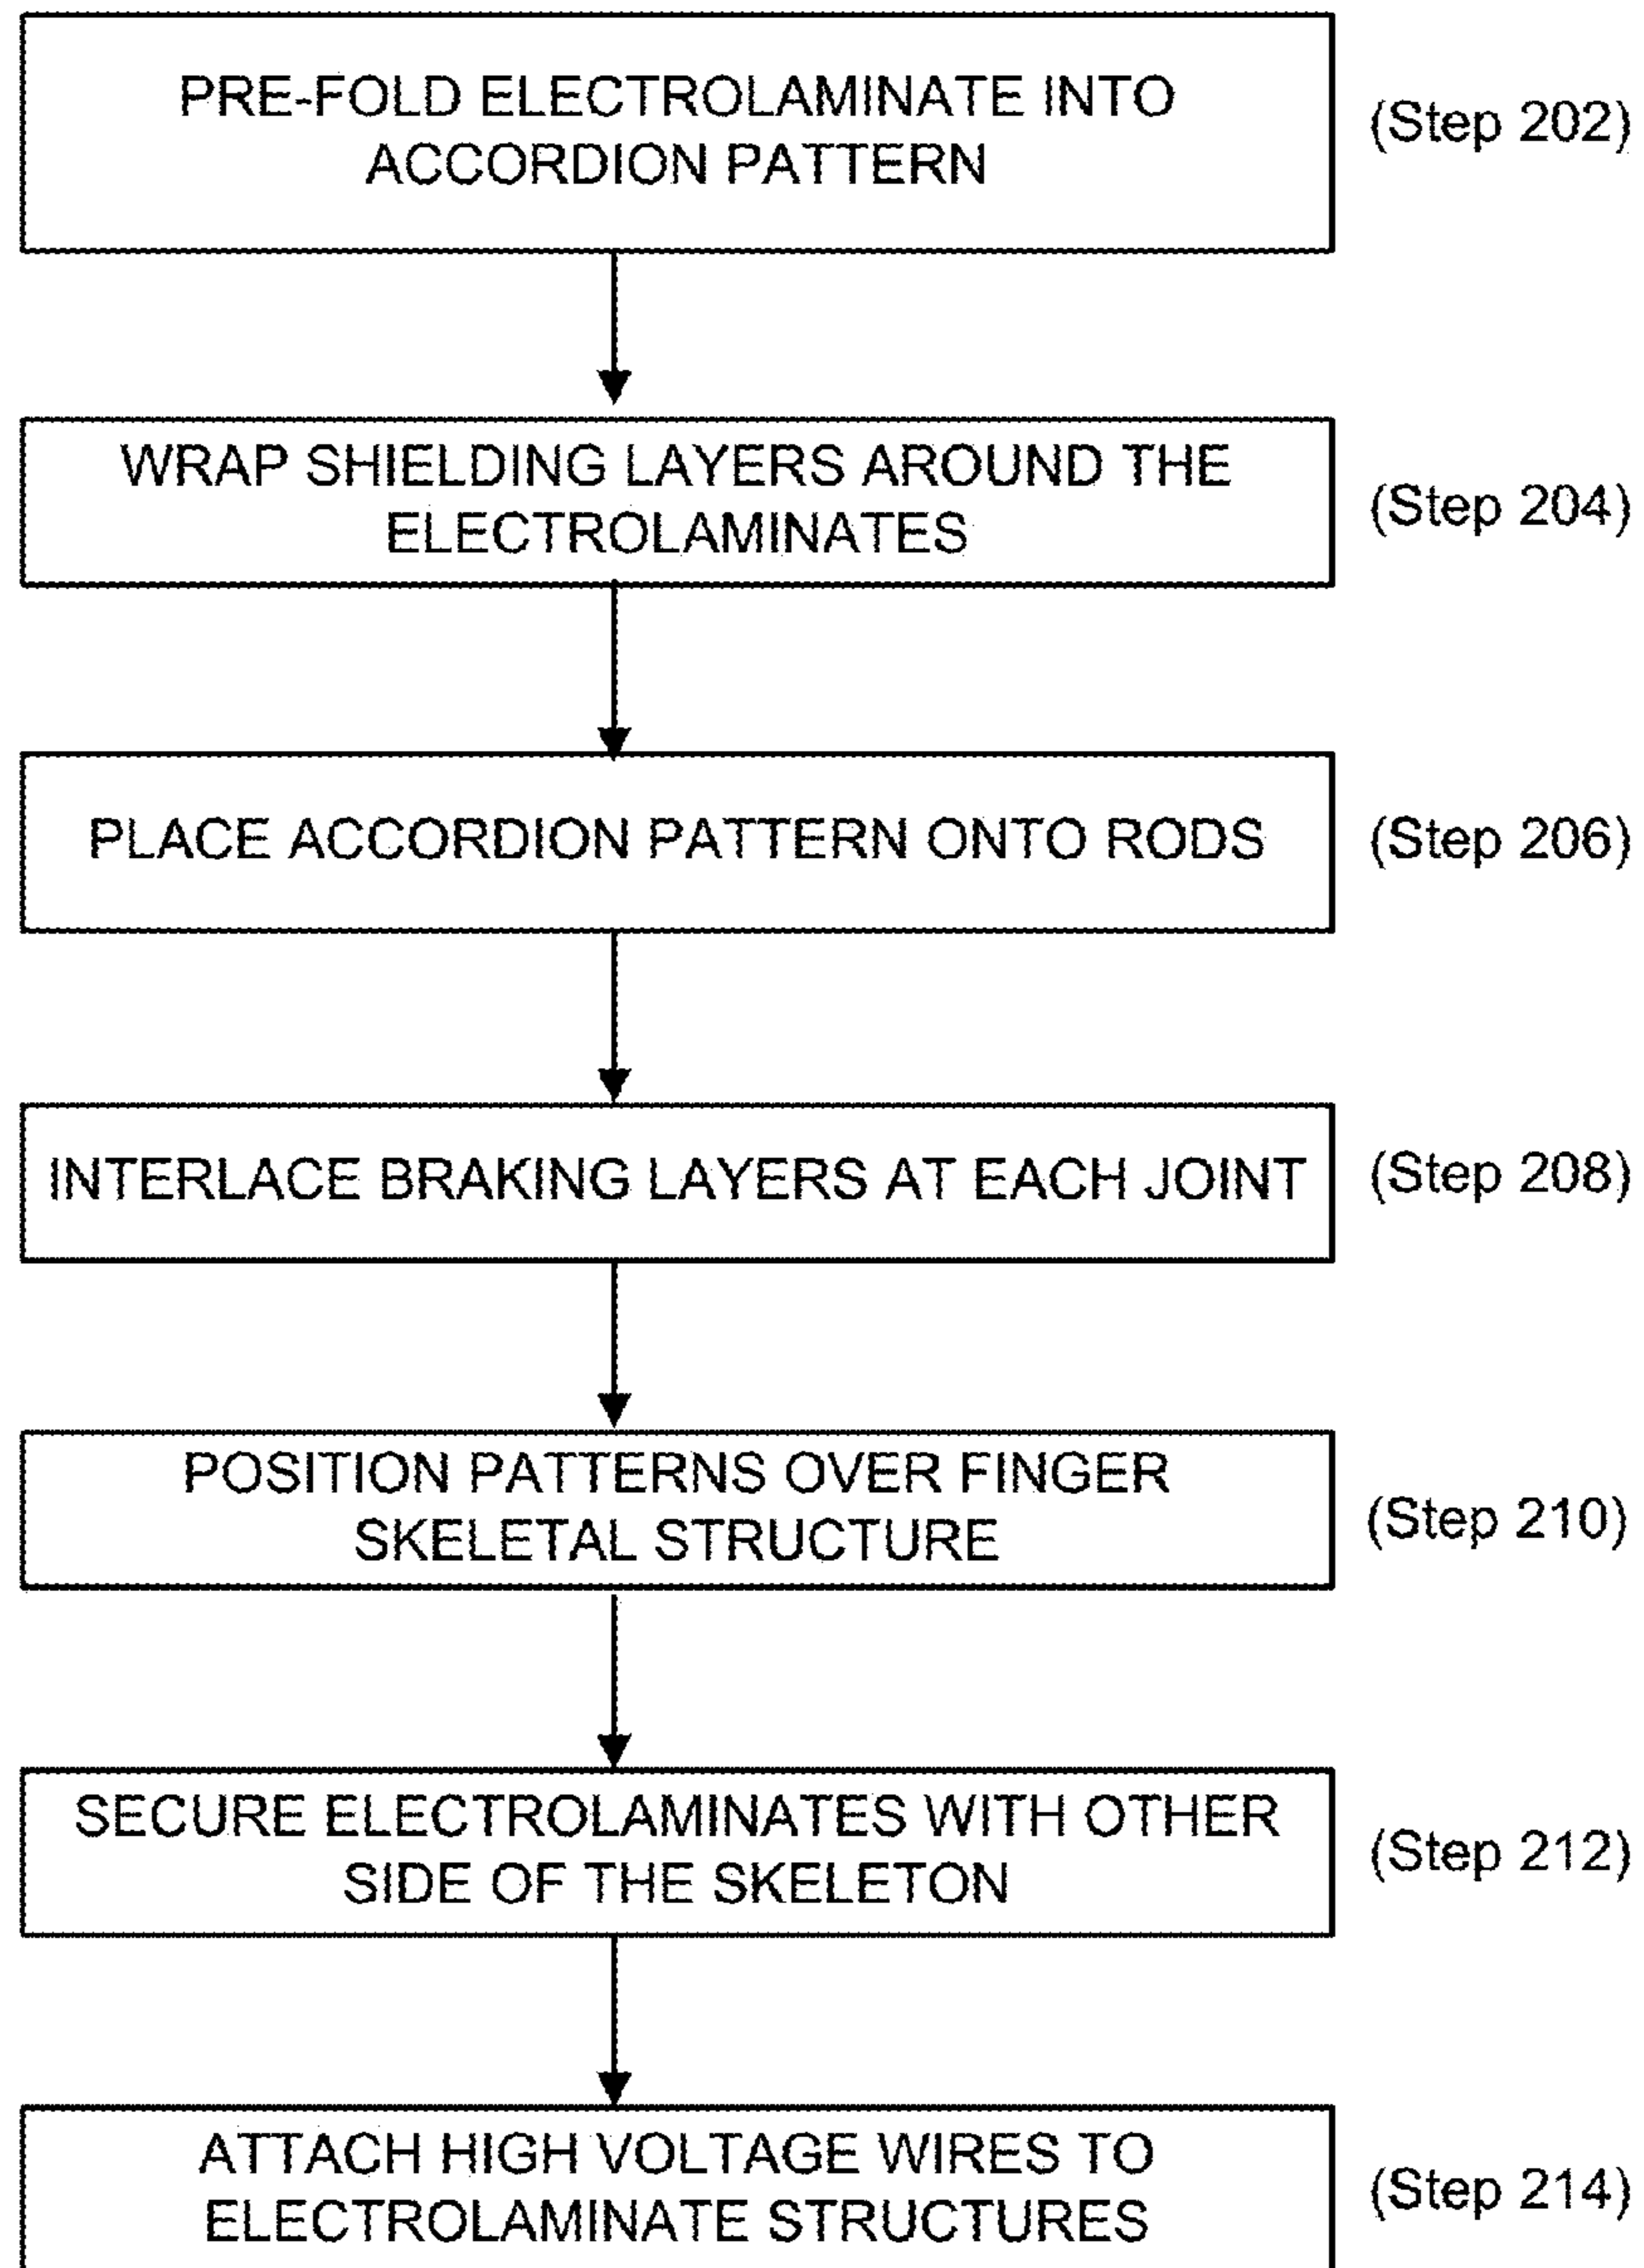 PRE-FOLD ELECTROLAMINATE INTO
ACCORDION PATTERN
(Step 202)
WRAP SHIELDING LAYERS AROUND THE
ELECTROLAMINATES
(Step 204)
PLACE ACCORDION PATTERN ONTO RODS
(Step 206)
INTERLACE BRAKING LAYERS AT EACH JOINT
(Step 208)
POSITION PATTERNS OVER FINGER
SKELETAL STRUCTURE
(Step 210)
SECURE ELECTROLAMINATES WITH OTHER
SIDE OF THE SKELETON
(Step 212)
ATTACH HIGH VOLTAGE WIRES TO
ELECTROLAMINATE STRUCTURES
(Step 214)